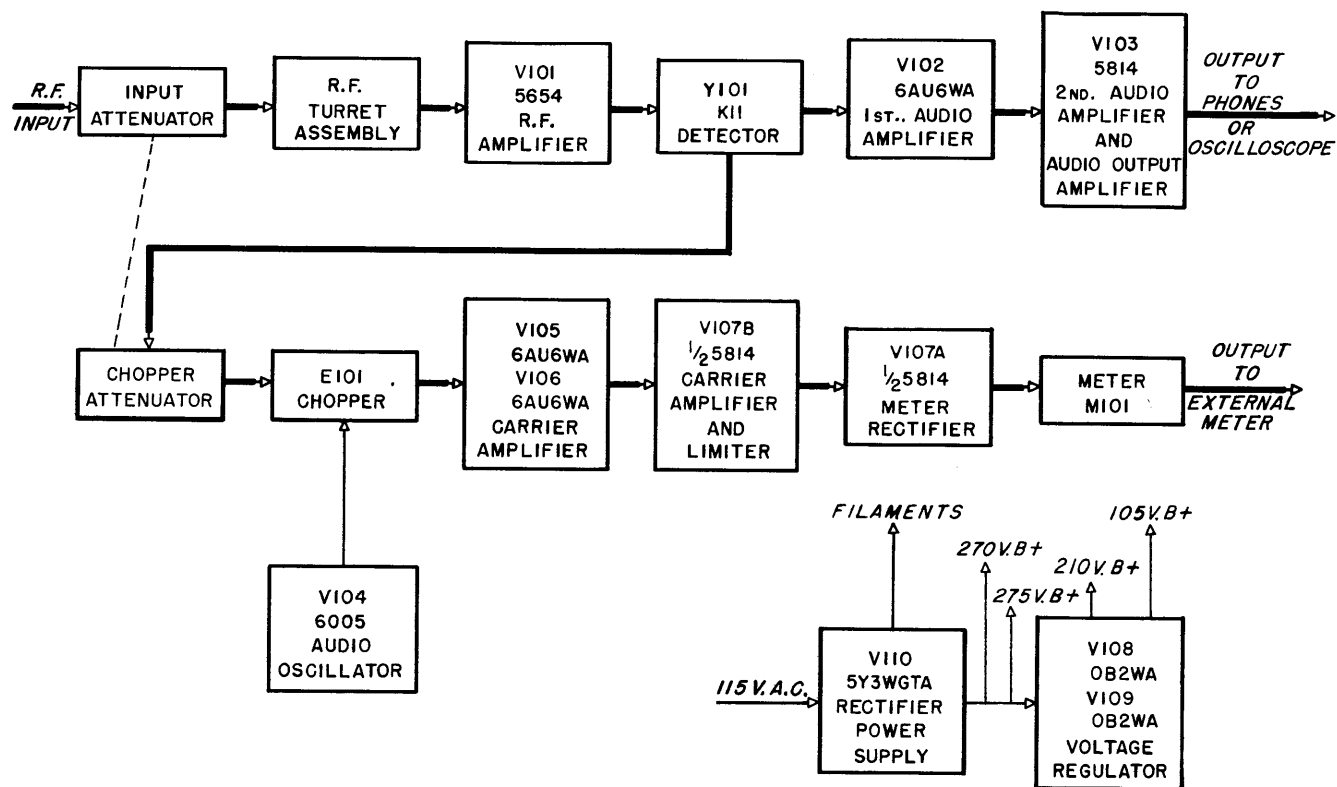 R.F.
INPUT
INPUT
ATTENUATOR
R.F.
TURRET
ASSEMBLY
V101
5654
R.F.
AMPLIFIER
Y101
K11
DETECTOR
V102
6AU6WA
1ST.. AUDIO
AMPLIFIER
V103
5814
2ND. AUDIO
AMPLIFIER
AND
AUDIO OUTPUT
AMPLIFIER
OUTPUT
TO
PHONES
OR
OSCILLOSCOPE
CHOPPER
ATTENUATOR
E101
CHOPPER
V105
6AU6WA
V106
6AU6WA
CARRIER
AMPLIFIER
V107B
1/2 5814
CARRIER
AMPLIFIER
AND
LIMITER
V107A
1/2 5814
METER
RECTIFIER
METER
M101
OUTPUT
TO
EXTERNAL
METER
V104
6005
AUDIO
OSCILLATOR
FILAMENTS
270V.B+
275V.B+
210V.B+
105V.B+
115V.A.C.
V110
5Y3WGTA
RECTIFIER
POWER
SUPPLY
V108
OB2WA
V109
OB2WA
VOLTAGE
REGULATOR